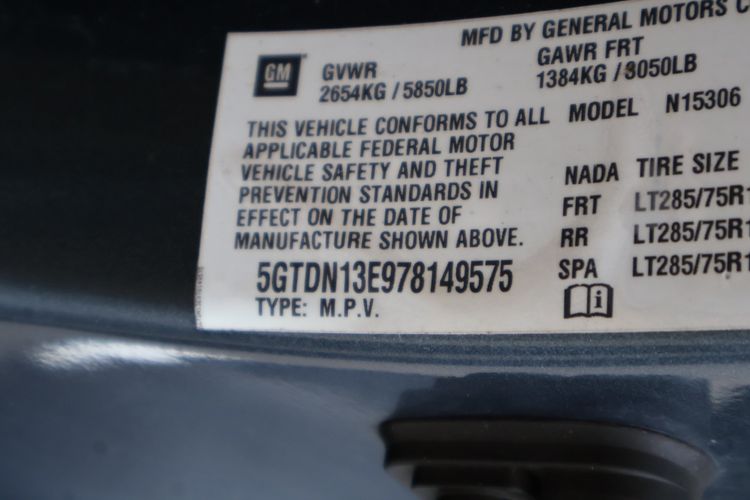 MFD BY GENERAL MOTORS C
GM
GVWR
2654KG / 5850LB
GAWR FRT
1384KG / 3050LB
THIS VEHICLE CONFORMS TO ALL
APPLICABLE FEDERAL MOTOR
VEHICLE SAFETY AND THEFT
PREVENTION STANDARDS IN
EFFECT ON THE DATE OF
MANUFACTURE SHOWN ABOVE.
MODEL N15306
NADA TIRE SIZE
FRT LT285/75R1
RR LT285/75R1
SPA LT285/75R1
5GTDN13E978149575
TYPE: M.P.V.
i